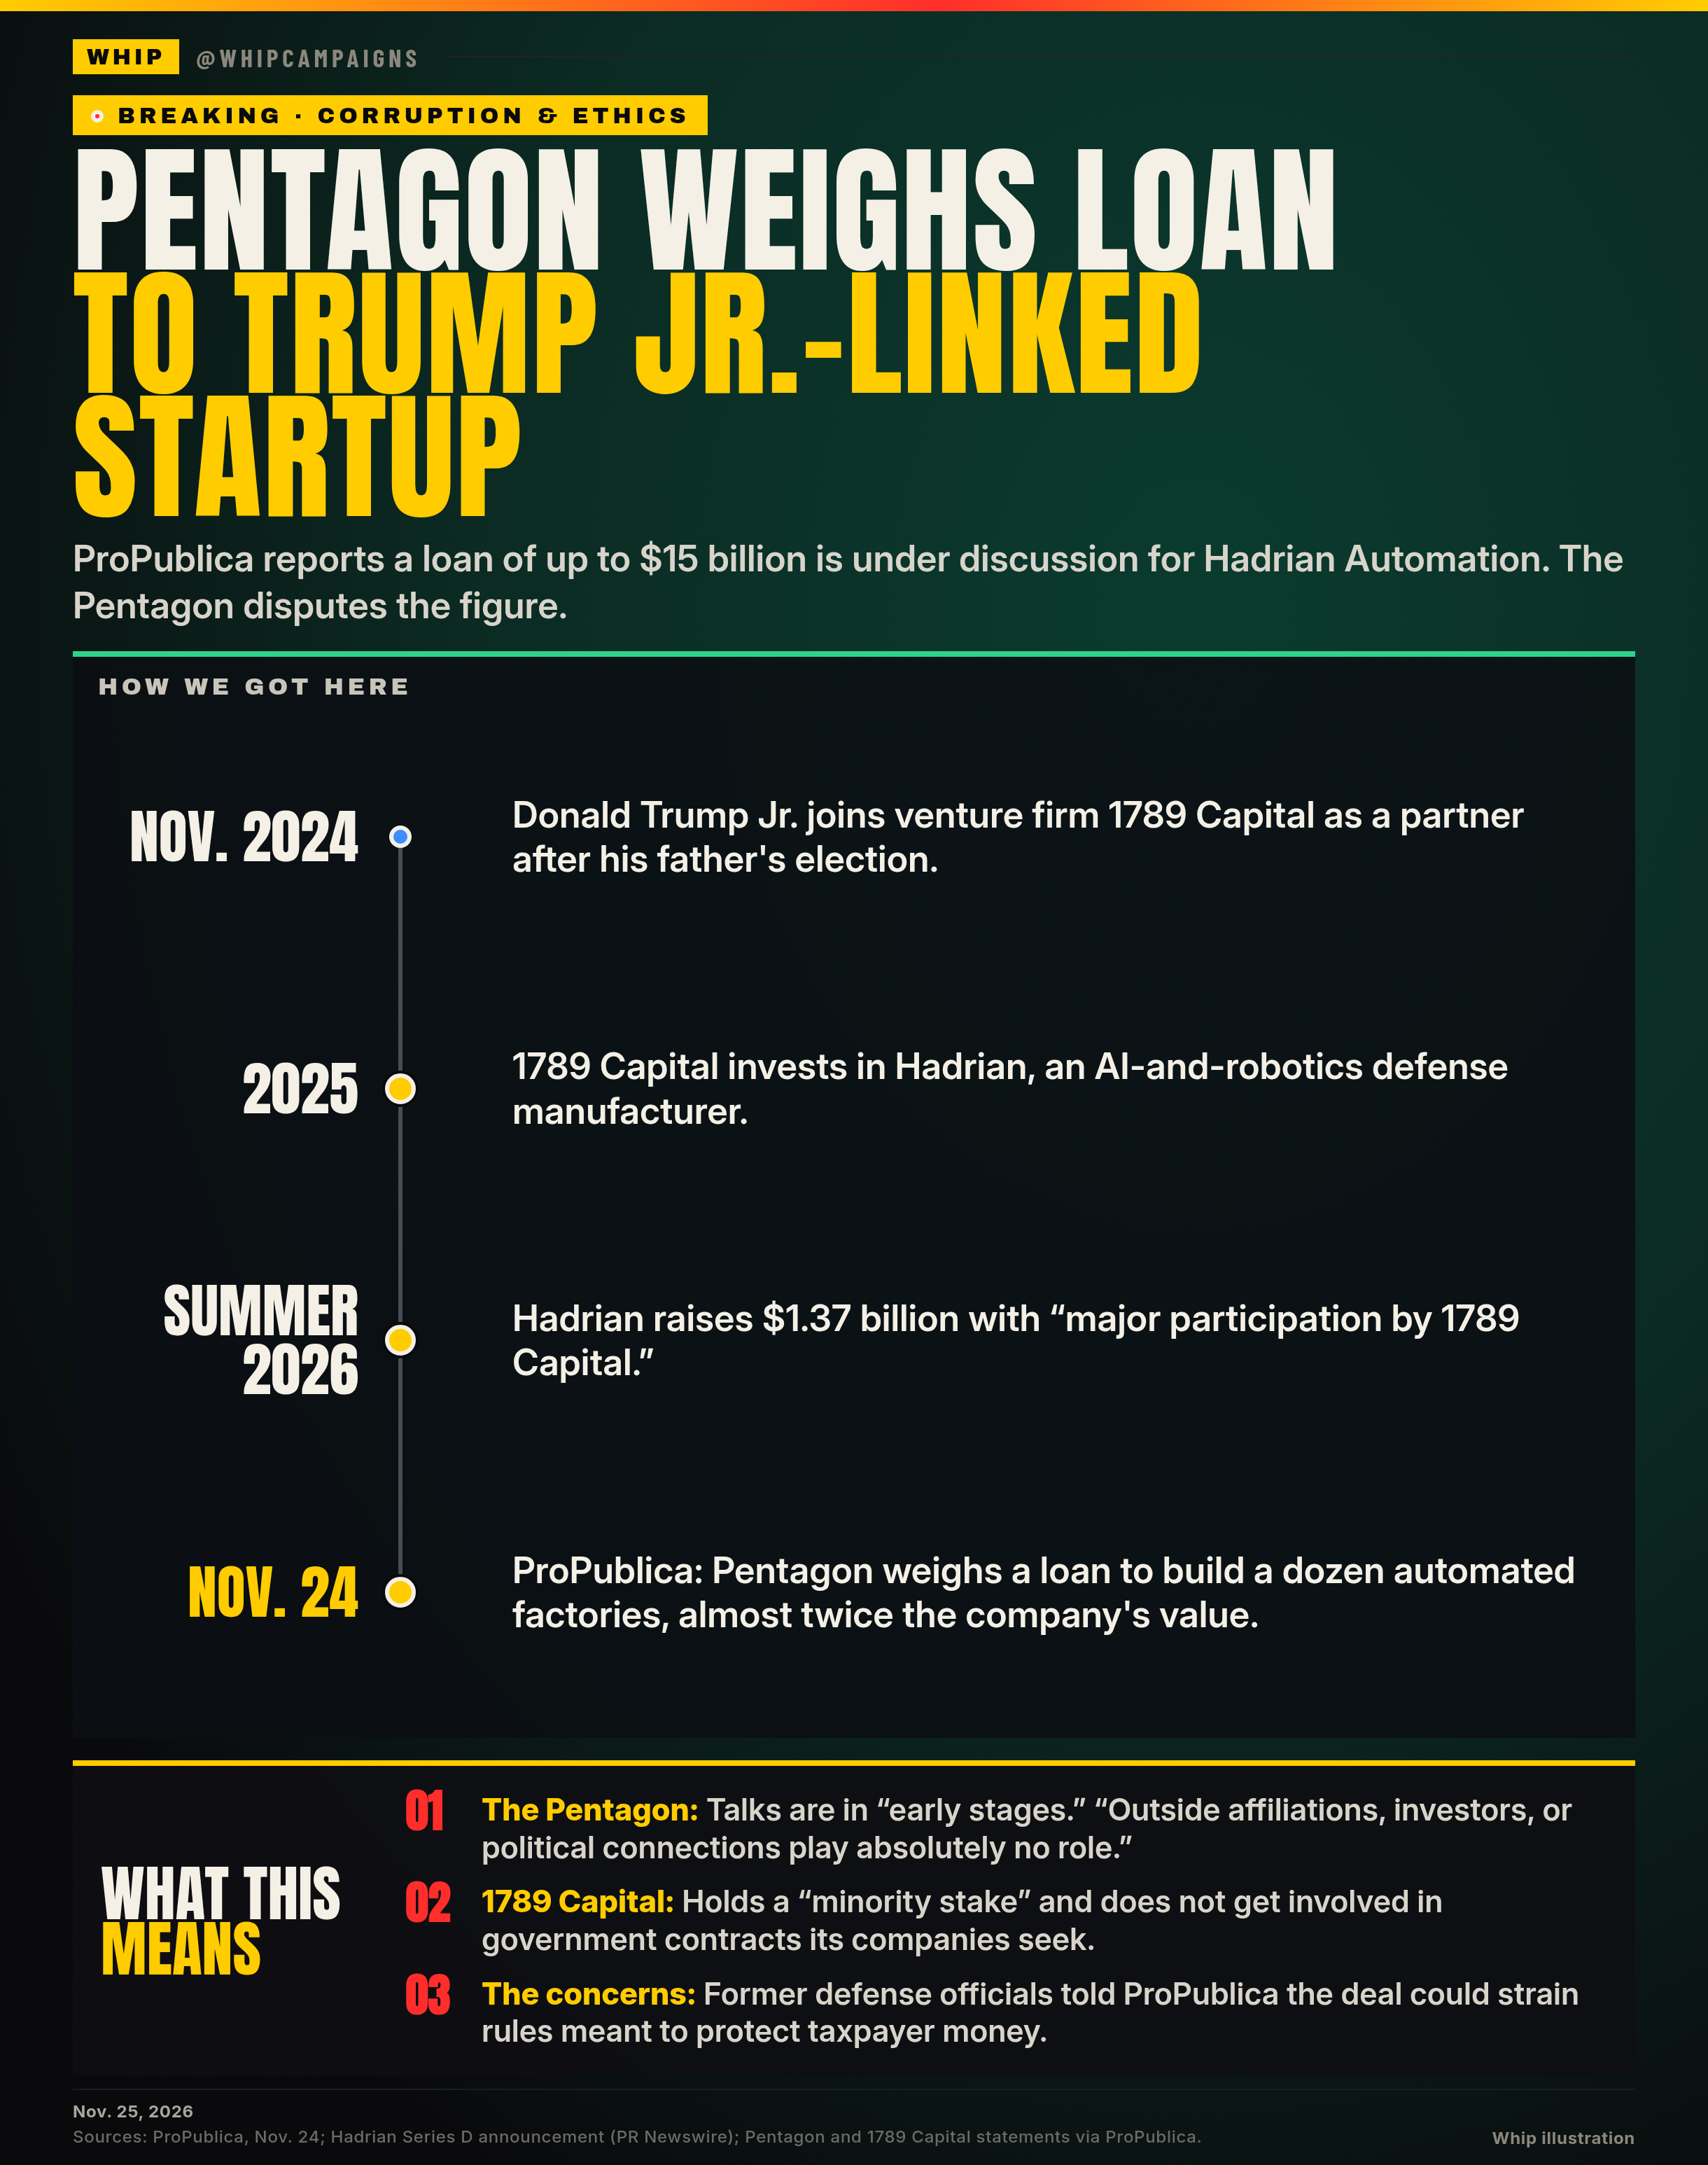 WHIP @WHIPCAMPAIGNS
BREAKING · CORRUPTION & ETHICS
PENTAGON WEIGHS LOAN
TO TRUMP JR.-LINKED
STARTUP
ProPublica reports a loan of up to $15 billion is under discussion for Hadrian Automation. The
Pentagon disputes the figure.
HOW WE GOT HERE
NOV. 2024
Donald Trump Jr. joins venture firm 1789 Capital as a partner
after his father's election.
2025
1789 Capital invests in Hadrian, an AI-and-robotics defense
manufacturer.
SUMMER
2026
Hadrian raises $1.37 billion with “major participation by 1789
Capital.”
NOV. 24
ProPublica: Pentagon weighs a loan to build a dozen automated
factories, almost twice the company's value.
WHAT THIS
MEANS
01 The Pentagon: Talks are in “early stages.” “Outside affiliations, investors, or
political connections play absolutely no role.”
02 1789 Capital: Holds a “minority stake” and does not get involved in
government contracts its companies seek.
03 The concerns: Former defense officials told ProPublica the deal could strain
rules meant to protect taxpayer money.
Nov. 25, 2026
Sources: ProPublica, Nov. 24; Hadrian Series D announcement (PR Newswire); Pentagon and 1789 Capital statements via ProPublica.
Whip illustration